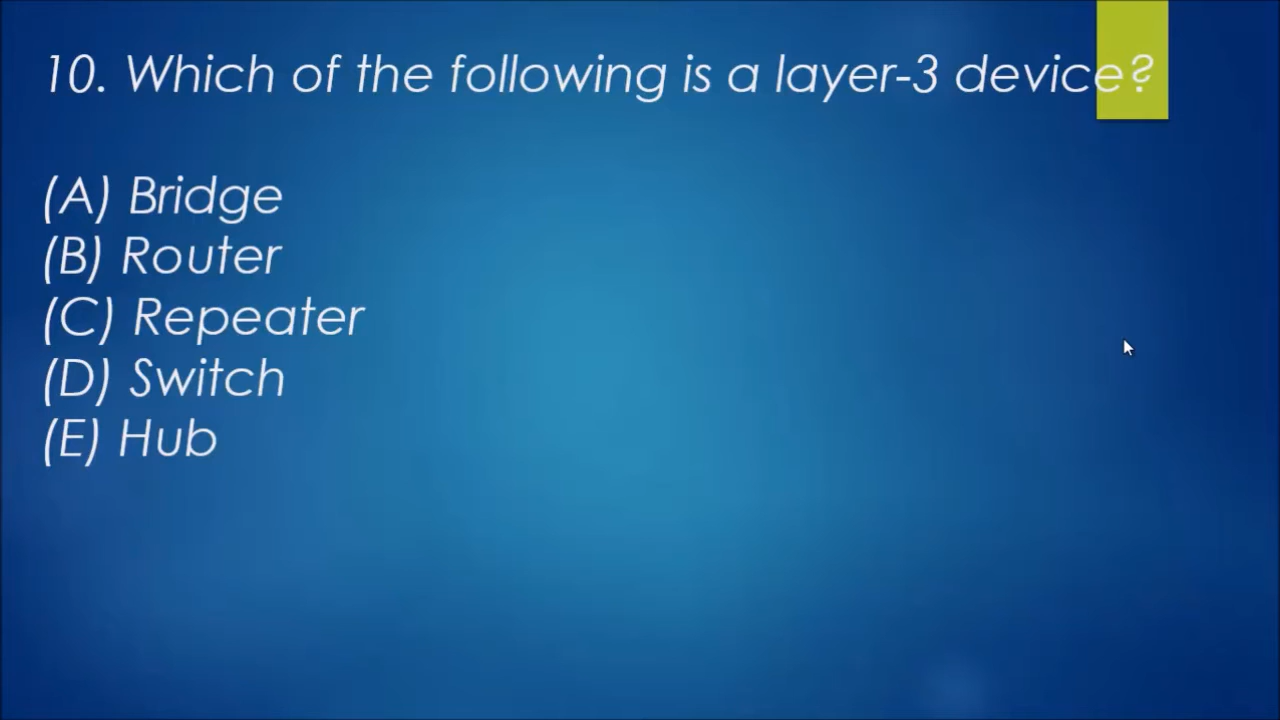 10. Which of the following is a layer-3 device?
(A) Bridge
(B) Router
(C) Repeater
(D) Switch
(E) Hub